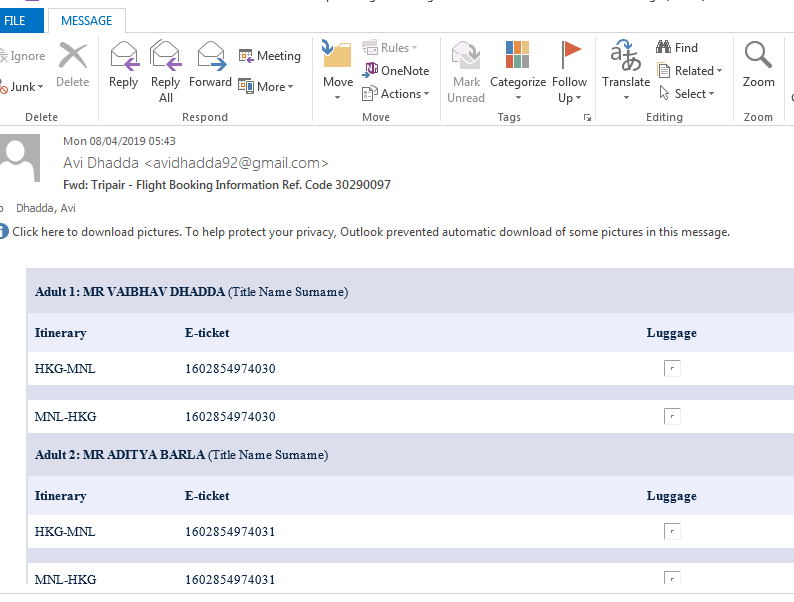 FILE MESSAGE
Ignore
Junk
Delete
Delete
Reply
Reply All
Forward
Meeting
More
Respond
Move
Rules
OneNote
Actions
Move
Mark Unread
Categorize
Follow Up
Tags
Translate
Find
Related
Select
Editing
Zoom
Zoom
Mon 08/04/2019 05:43
Avi Dhadda <avidhadda92@gmail.com>
Fwd: Tripair - Flight Booking Information Ref. Code 30290097
Dhadda, Avi
Click here to download pictures. To help protect your privacy, Outlook prevented automatic download of some pictures in this message.
Adult 1: MR VAIBHAV DHADDA (Title Name Surname)
Itinerary E-ticket Luggage
HKG-MNL 1602854974030
MNL-HKG 1602854974030
Adult 2: MR ADITYA BARLA (Title Name Surname)
Itinerary E-ticket Luggage
HKG-MNL 1602854974031
MNL-HKG 1602854974031